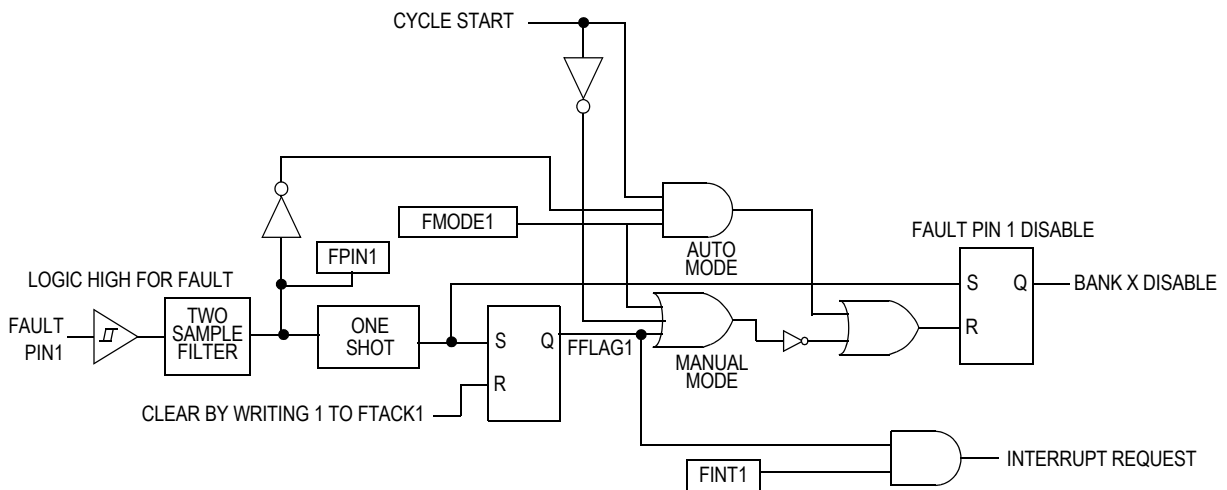 CYCLE START
FMODE1
AUTO
MODE
FAULT PIN 1 DISABLE
FPIN1
LOGIC HIGH FOR FAULT
S
Q
BANK X DISABLE
R
FAULT
PIN1
TWO
SAMPLE
FILTER
ONE
SHOT
S
Q
R
FFLAG1
MANUAL
MODE
CLEAR BY WRITING 1 TO FTACK1
FINT1
INTERRUPT REQUEST